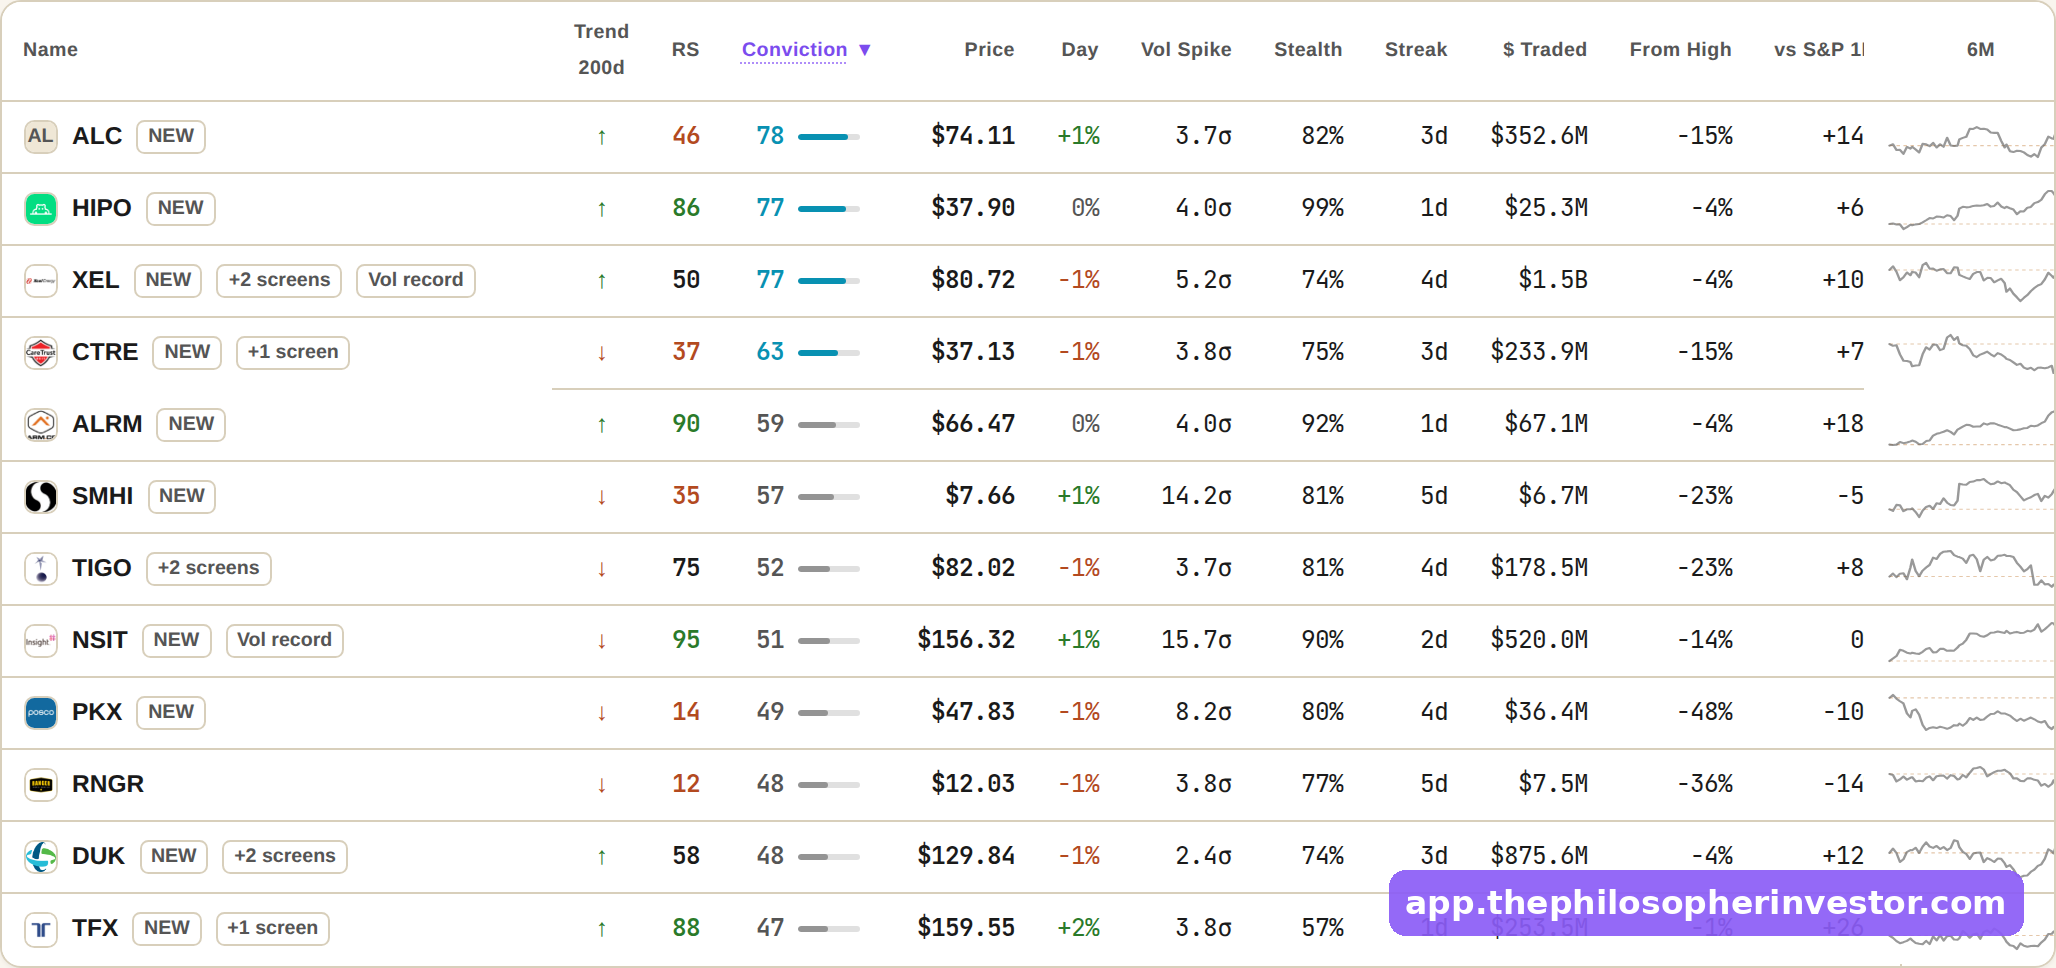 Name Trend 200d RS Conviction ▼ Price Day Vol Spike Stealth Streak $ Traded From High vs S&P 1 6M
AL ALC NEW ↑ 46 78 $74.11 +1% 3.7σ 82% 3d $352.6M -15% +14
HIPO NEW ↑ 86 77 $37.90 0% 4.0σ 99% 1d $25.3M -4% +6
XEL NEW +2 screens Vol record ↑ 50 77 $80.72 -1% 5.2σ 74% 4d $1.5B -4% +10
CareTrust CTRE NEW +1 screen ↓ 37 63 $37.13 -1% 3.8σ 75% 3d $233.9M -15% +7
ALRM NEW ↑ 90 59 $66.47 0% 4.0σ 92% 1d $67.1M -4% +18
SMHI NEW ↓ 35 57 $7.66 +1% 14.2σ 81% 5d $6.7M -23% -5
TIGO +2 screens ↓ 75 52 $82.02 -1% 3.7σ 81% 4d $178.5M -23% +8
Insight NSIT NEW Vol record ↓ 95 51 $156.32 +1% 15.7σ 90% 2d $520.0M -14% 0
posco PKX NEW ↓ 14 49 $47.83 -1% 8.2σ 80% 4d $36.4M -48% -10
RNGR ↓ 12 48 $12.03 -1% 3.8σ 77% 5d $7.5M -36% -14
DUK NEW +2 screens ↑ 58 48 $129.84 -1% 2.4σ 74% 3d $875.6M -4% +12
TFX NEW +1 screen ↑ 88 47 $159.55 +2% 3.8σ 57% 1d $253.5M -1% +26
app.thephilosopherinvestor.com